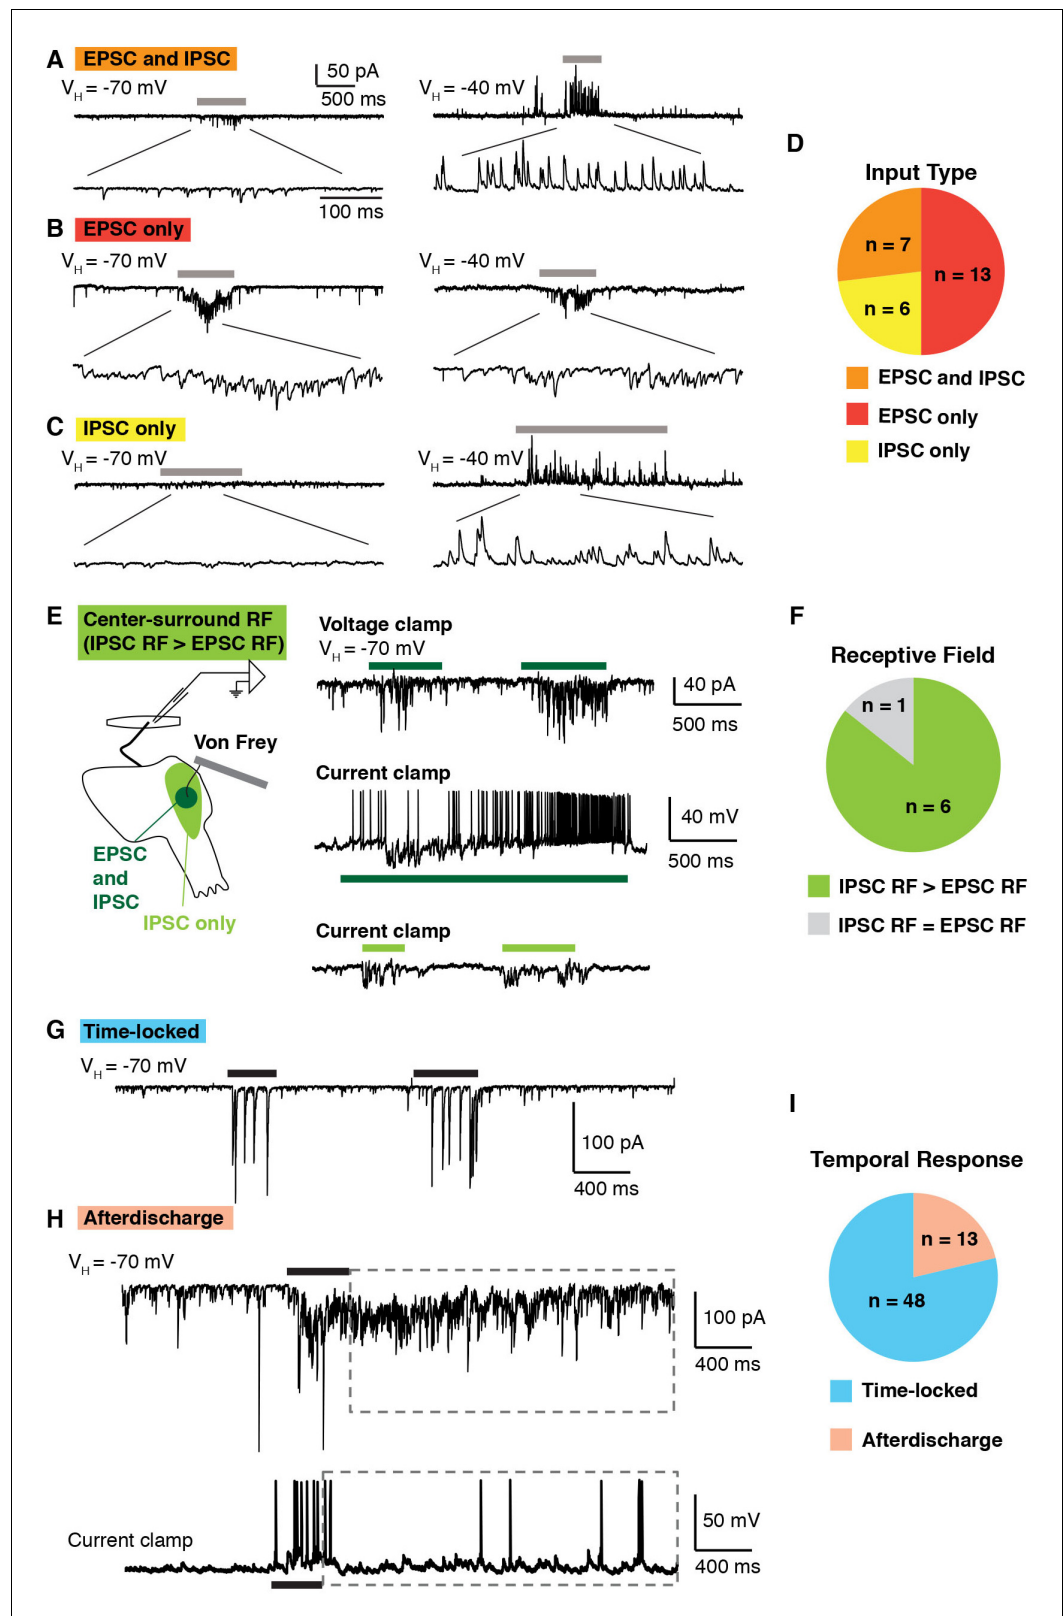 A EPSC and IPSC
VH = -70 mV
50 pA
500 ms
VH = -40 mV
100 ms
B EPSC only
VH = -70 mV
VH = -40 mV
C IPSC only
VH = -70 mV
VH = -40 mV
D
Input Type
n = 7
n = 13
n = 6
EPSC and IPSC
EPSC only
IPSC only
E Center-surround RF
(IPSC RF > EPSC RF)
Von Frey
EPSC
and
IPSC
IPSC only
Voltage clamp
VH = -70 mV
40 pA
500 ms
Current clamp
40 mV
500 ms
Current clamp
F
Receptive Field
n = 1
n = 6
IPSC RF > EPSC RF
IPSC RF = EPSC RF
G Time-locked
VH = -70 mV
100 pA
400 ms
H Afterdischarge
VH = -70 mV
100 pA
400 ms
Current clamp
50 mV
400 ms
I
Temporal Response
n = 13
n = 48
Time-locked
Afterdischarge